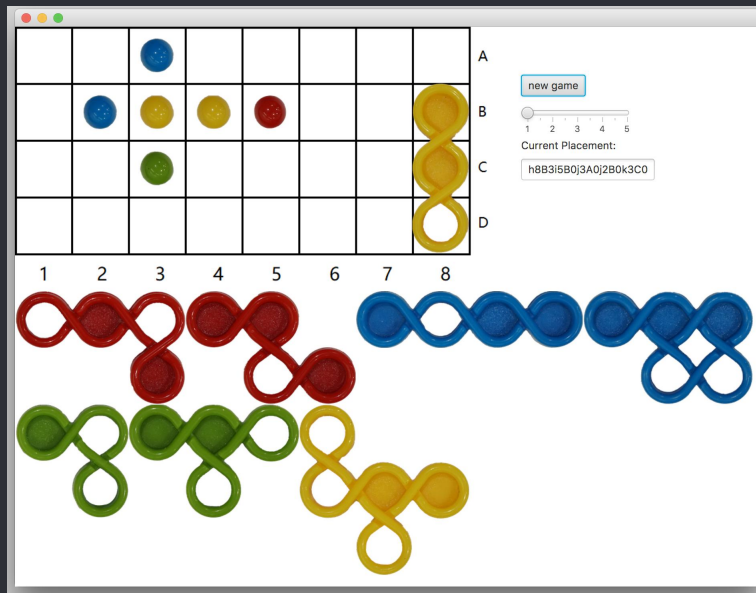 A
new game
B
1 2 3 4 5
Current Placement:
C
h8B3i5B0j3A0j2B0k3C0
D
1 2 3 4 5 6 7 8